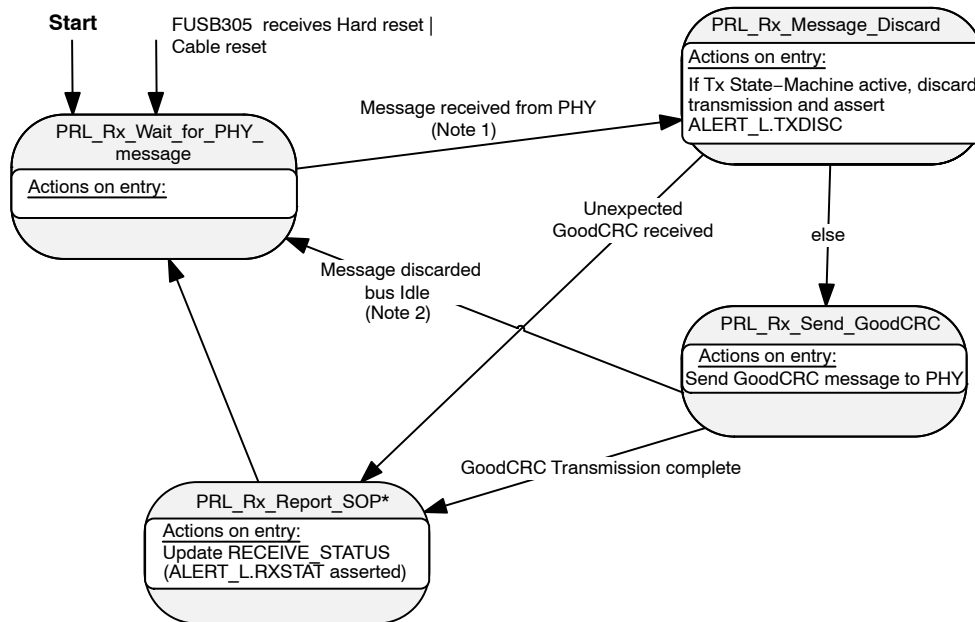 Start
FUSB305 receives Hard reset |
Cable reset
PRL_Rx_Wait_for_PHY_
message
Actions on entry:
Message received from PHY
(Note 1)
PRL_Rx_Message_Discard
Actions on entry:
If Tx State−Machine active, discard
transmission and assert
ALERT_L.TXDISC
Unexpected
GoodCRC received
else
Message discarded
bus Idle
(Note 2)
PRL_Rx_Send_GoodCRC
Actions on entry:
Send GoodCRC message to PHY
GoodCRC Transmission complete
PRL_Rx_Report_SOP*
Actions on entry:
Update RECEIVE_STATUS
(ALERT_L.RXSTAT asserted)